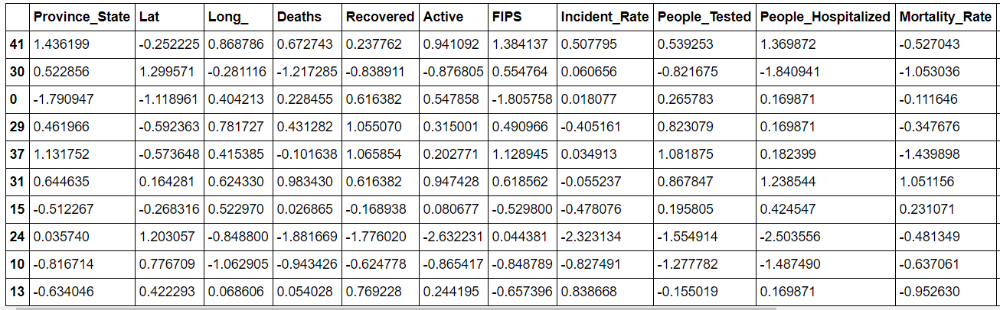 Province_State Lat Long_ Deaths Recovered Active FIPS Incident_Rate People_Tested People_Hospitalized Mortality_Rate
41 1.436199 -0.252225 0.868786 0.672743 0.237762 0.941092 1.384137 0.507795 0.539253 1.369872 -0.527043
30 0.522856 1.299571 -0.281116 -1.217285 -0.838911 -0.876805 0.554764 0.060656 -0.821675 -1.840941 -1.053036
0 -1.790947 -1.118961 0.404213 0.228455 0.616382 0.547858 -1.805758 0.018077 0.265783 0.169871 -0.111646
29 0.461966 -0.592363 0.781727 0.431282 1.055070 0.315001 0.490966 -0.405161 0.823079 0.169871 -0.347676
37 1.131752 -0.573648 0.415385 -0.101638 1.065854 0.202771 1.128945 0.034913 1.081875 0.182399 -1.439898
31 0.644635 0.164281 0.624330 0.983430 0.616382 0.947428 0.618562 -0.055237 0.867847 1.238544 1.051156
15 -0.512267 -0.268316 0.522970 0.026865 -0.168938 0.080677 -0.529800 -0.478076 0.195805 0.424547 0.231071
24 0.035740 1.203057 -0.848800 -1.881669 -1.776020 -2.632231 0.044381 -2.323134 -1.554914 -2.503556 -0.481349
10 -0.816714 0.776709 -1.062905 -0.943426 -0.624778 -0.865417 -0.848789 -0.827491 -1.277782 -1.487490 -0.637061
13 -0.634046 0.422293 0.068606 0.054028 0.769228 0.244195 -0.657396 0.838668 -0.155019 0.169871 -0.952630